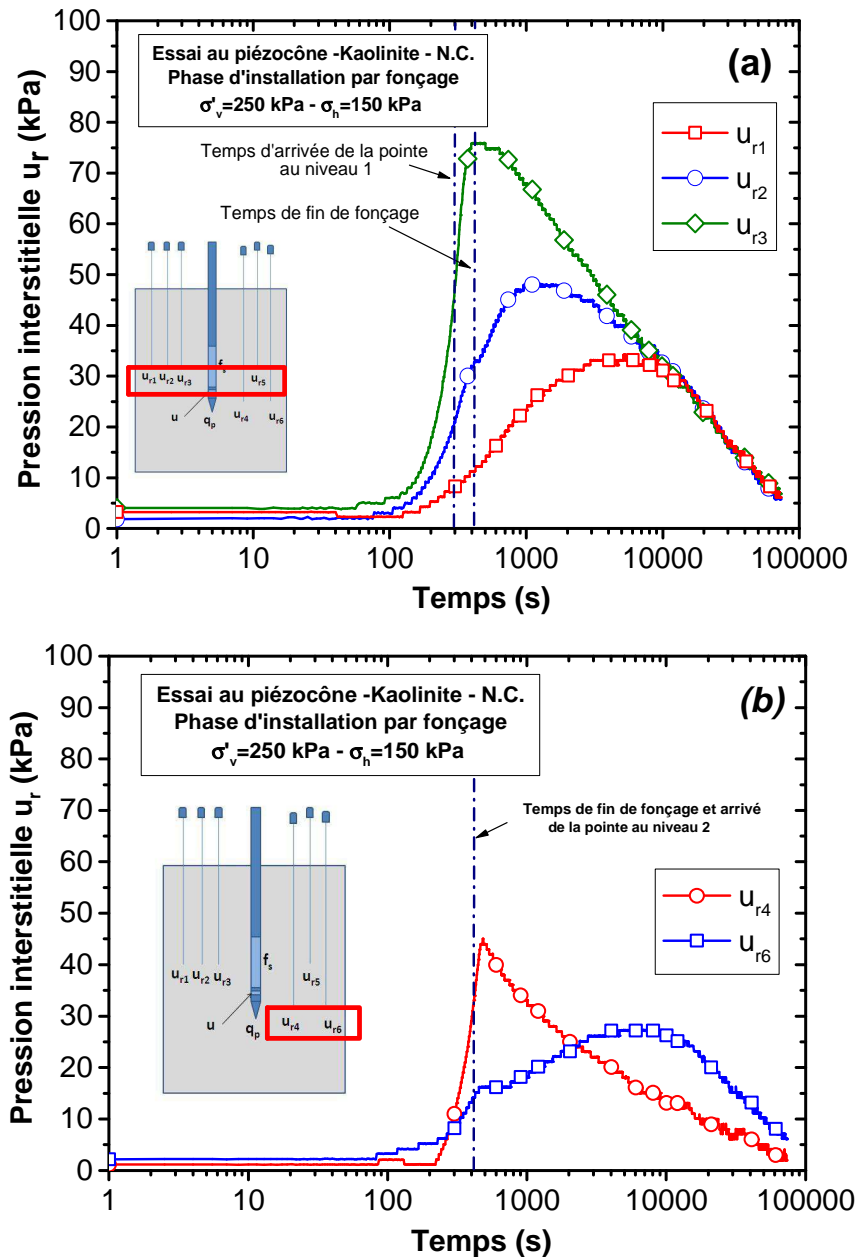 Essai au piézocône -Kaolinite - N.C.
Phase d'installation par fonçage
σ'v=250 kPa - σh=150 kPa
(a)
ur1
ur2
ur3
Temps d'arrivée de la pointe
au niveau 1
Temps de fin de fonçage
ur1 ur2 ur3 fs ur5
u qp ur4 ur6
Pression interstitielle ur (kPa)
100
90
80
70
60
50
40
30
20
10
0
1 10 100 1000 10000 100000
Temps (s)
Essai au piézocône -Kaolinite - N.C.
Phase d'installation par fonçage
σ'v=250 kPa - σh=150 kPa
(b)
Temps de fin de fonçage et arrivé
de la pointe au niveau 2
ur4
ur6
ur1 ur2 ur3 fs ur5
u qp ur4 ur6
Pression interstitielle ur (kPa)
100
90
80
70
60
50
40
30
20
10
0
1 10 100 1000 10000 100000
Temps (s)